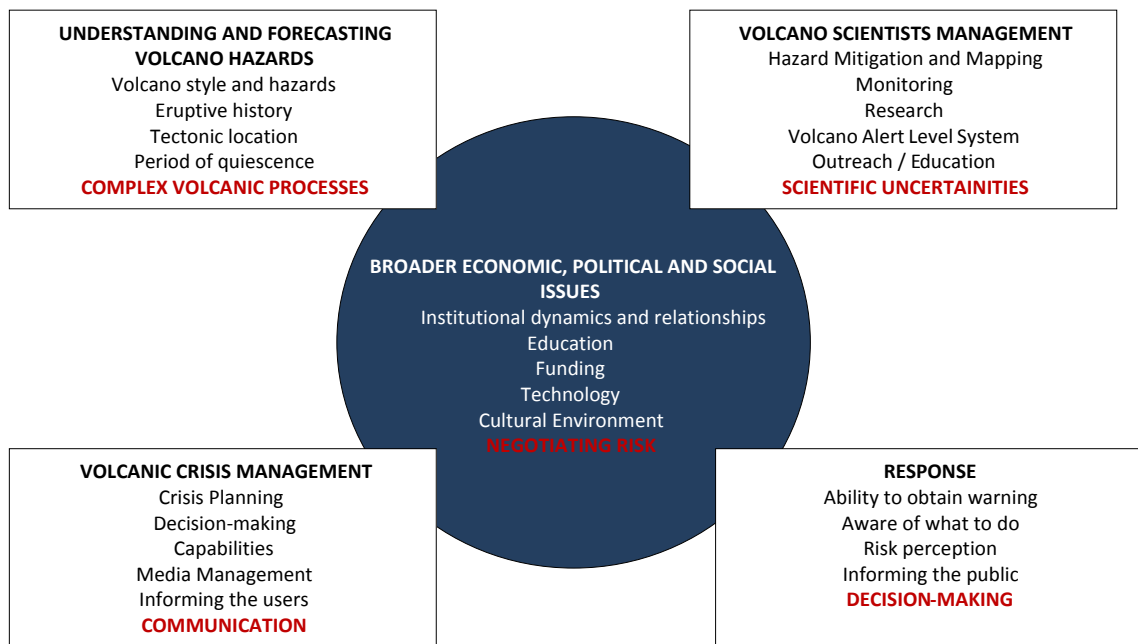 UNDERSTANDING AND FORECASTING
VOLCANO HAZARDS
Volcano style and hazards
Eruptive history
Tectonic location
Period of quiescence
COMPLEX VOLCANIC PROCESSES
VOLCANO SCIENTISTS MANAGEMENT
Hazard Mitigation and Mapping
Monitoring
Research
Volcano Alert Level System
Outreach / Education
SCIENTIFIC UNCERTAINITIES
BROADER ECONOMIC, POLITICAL AND SOCIAL
ISSUES
Institutional dynamics and relationships
Education
Funding
Technology
Cultural Environment
NEGOTIATING RISK
VOLCANIC CRISIS MANAGEMENT
Crisis Planning
Decision-making
Capabilities
Media Management
Informing the users
COMMUNICATION
RESPONSE
Ability to obtain warning
Aware of what to do
Risk perception
Informing the public
DECISION-MAKING